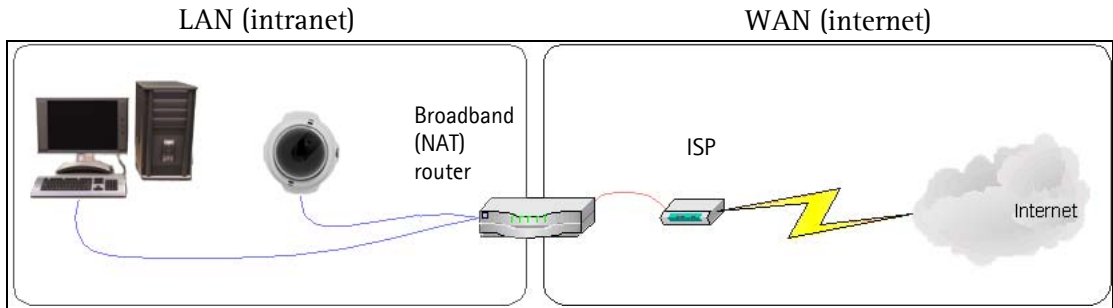 LAN (intranet)
WAN (internet)
Broadband
(NAT)
router
ISP
Internet